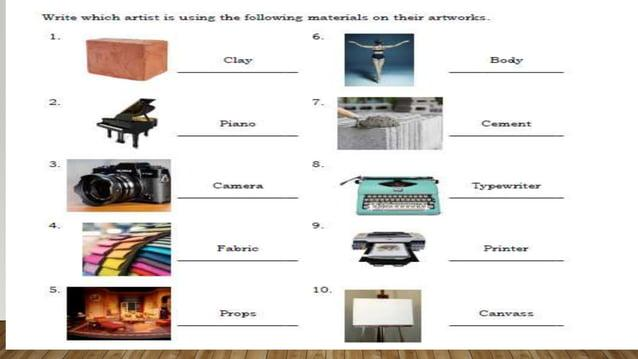 Write which artist is using the following materials on their artworks.
1.
Clay
2.
Piano
3.
Camera
4.
Fabric
5.
Props
6.
Body
7.
Cement
8.
Typewriter
9.
Printer
10.
Canvass